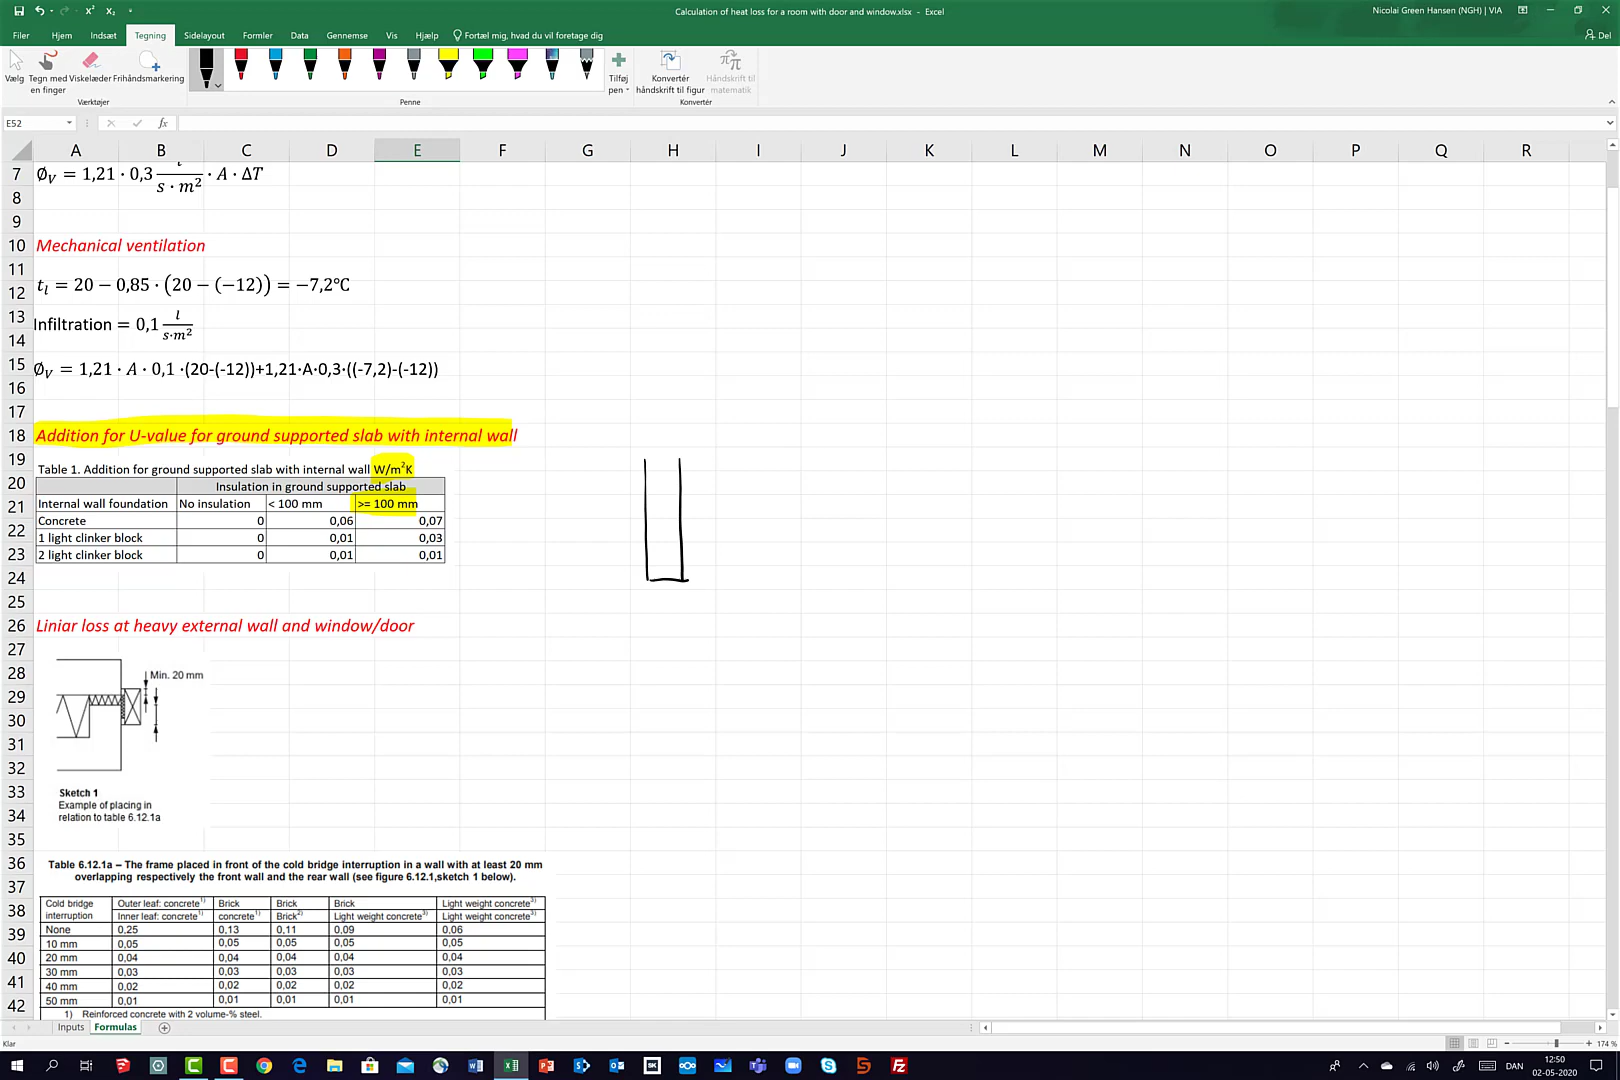 Calculation of heat loss for a room with door and window.xlsx - Excel
Nicolai Green Hansen (NGH) | VIA
Filer Hjem Indsæt Tegning Sidelayout Formler Data Gennemse Vis Hjælp Fortæl mig, hvad du vil foretage dig Del
Vælg Tegn med en finger Viskelæder Frihåndsmarkering
Tilføj pen Konvertér håndskrift til figur Håndskrift til matematik
Værktøjer Penne Konvertér
E52 fx
A B C D E F G H I J K L M N O P Q R
7 Ø_V = 1,21 · 0,3 l/(s · m²) · A · ΔT
8
9
10 Mechanical ventilation
11
12 t_l = 20 − 0,85 · (20 − (−12)) = −7,2°C
13 Infiltration = 0,1 l/(s·m²)
14
15 Ø_V = 1,21 · A · 0,1 ·(20-(-12))+1,21·A·0,3·((-7,2)-(-12))
16
17
18 Addition for U-value for ground supported slab with internal wall
19 Table 1. Addition for ground supported slab with internal wall W/m²K
20 Insulation in ground supported slab
21 Internal wall foundation No insulation < 100 mm >= 100 mm
Concrete 0 0,06 0,07
22 1 light clinker block 0 0,01 0,03
23 2 light clinker block 0 0,01 0,01
24
25
26 Liniar loss at heavy external wall and window/door
27
28 Min. 20 mm
29
30
31
32
33 Sketch 1
34 Example of placing in
relation to table 6.12.1a
35
36 Table 6.12.1a – The frame placed in front of the cold bridge interruption in a wall with at least 20 mm
37 overlapping respectively the front wall and the rear wall (see figure 6.12.1,sketch 1 below).
38 Cold bridge Outer leaf: concrete1) Brick Brick Brick Light weight concrete3)
interruption Inner leaf: concrete1) concrete1) Brick2) Light weight concrete3) Light weight concrete3)
39 None 0,25 0,13 0,11 0,09 0,06
10 mm 0,05 0,05 0,05 0,05 0,05
40 20 mm 0,04 0,04 0,04 0,04 0,04
41 30 mm 0,03 0,03 0,03 0,03 0,03
40 mm 0,02 0,02 0,02 0,02 0,02
42 50 mm 0,01 0,01 0,01 0,01 0,01
1) Reinforced concrete with 2 volume-% steel.
Inputs Formulas
Klar 174 %
DAN 12:50
02-05-2020